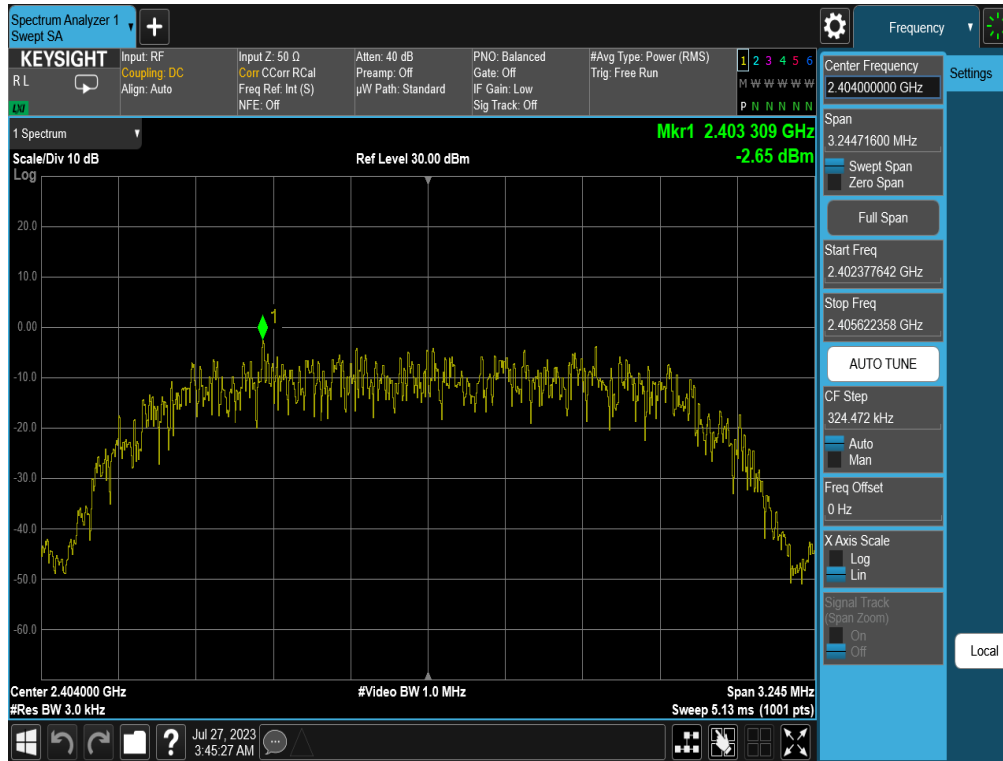 Spectrum Analyzer 1
Swept SA
+
Frequency
KEYSIGHT
R L
LXI
Input: RF
Coupling: DC
Align: Auto
Input Z: 50 Ω
Corr CCorr RCal
Freq Ref: Int (S)
NFE: Off
Atten: 40 dB
Preamp: Off
µW Path: Standard
PNO: Balanced
Gate: Off
IF Gain: Low
Sig Track: Off
#Avg Type: Power (RMS)
Trig: Free Run
1 2 3 4 5 6
M W W W W W
P N N N N N
1 Spectrum
Scale/Div 10 dB
Log
Ref Level 30.00 dBm
Mkr1 2.403 309 GHz
-2.65 dBm
20.0
10.0
0.00
-10.0
-20.0
-30.0
-40.0
-50.0
-60.0
1
Center 2.404000 GHz
#Res BW 3.0 kHz
#Video BW 1.0 MHz
Span 3.245 MHz
Sweep 5.13 ms (1001 pts)
Center Frequency
2.404000000 GHz
Span
3.24471600 MHz
Swept Span
Zero Span
Full Span
Start Freq
2.402377642 GHz
Stop Freq
2.405622358 GHz
AUTO TUNE
CF Step
324.472 kHz
Auto
Man
Freq Offset
0 Hz
X Axis Scale
Log
Lin
Signal Track
(Span Zoom)
On
Off
Settings
Local
?
Jul 27, 2023
3:45:27 AM